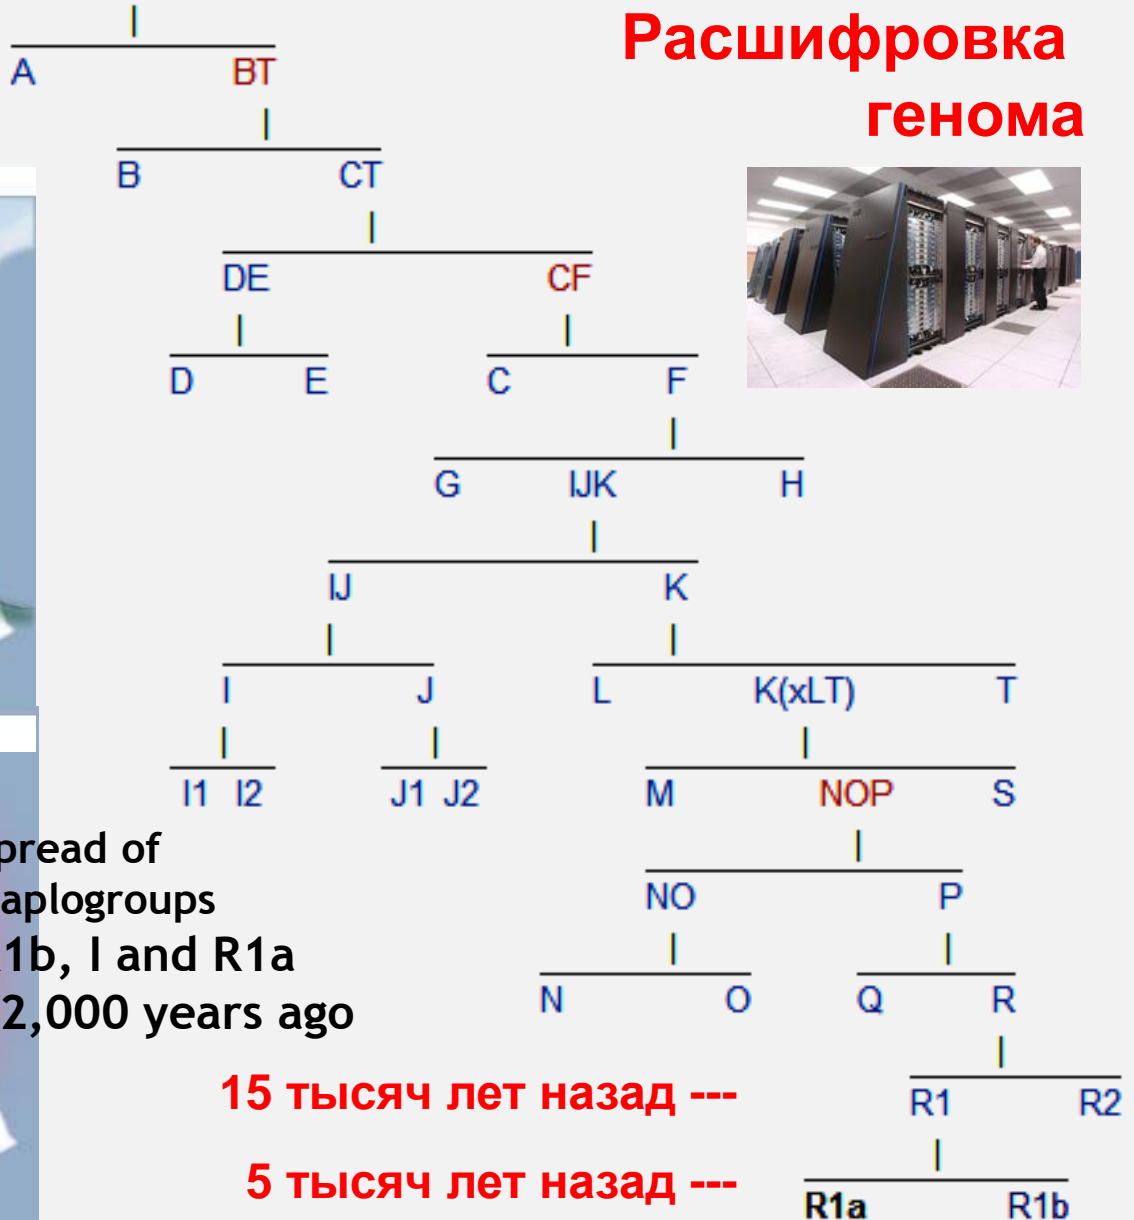 Расшифровка
генома
A BT
B CT
DE CF
D E C F
G IJK H
IJ K
I J L K(xLT) T
I1 I2 J1 J2 M NOP S
pread of
aplogroups
1b, I and R1a
2,000 years ago
NO P
N O Q R
15 тысяч лет назад --- R1 R2
5 тысяч лет назад --- R1a R1b